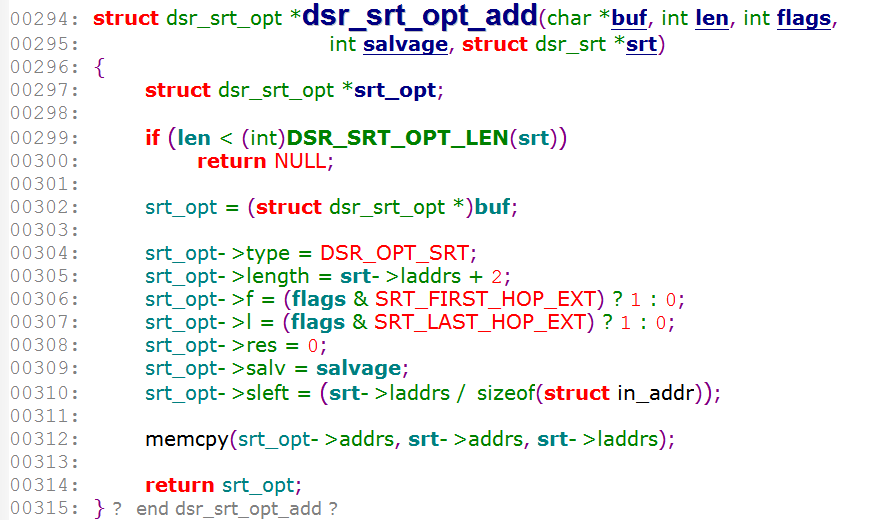 00294: struct dsr_srt_opt *dsr_srt_opt_add(char *buf, int len, int flags,
00295: int salvage, struct dsr_srt *srt)
00296: {
00297: struct dsr_srt_opt *srt_opt;
00298:
00299: if (len < (int)DSR_SRT_OPT_LEN(srt))
00300: return NULL;
00301:
00302: srt_opt = (struct dsr_srt_opt *)buf;
00303:
00304: srt_opt->type = DSR_OPT_SRT;
00305: srt_opt->length = srt->laddrs + 2;
00306: srt_opt->f = (flags & SRT_FIRST_HOP_EXT) ? 1 : 0;
00307: srt_opt->l = (flags & SRT_LAST_HOP_EXT) ? 1 : 0;
00308: srt_opt->res = 0;
00309: srt_opt->salv = salvage;
00310: srt_opt->sleft = (srt->laddrs / sizeof(struct in_addr));
00311:
00312: memcpy(srt_opt->addrs, srt->addrs, srt->laddrs);
00313:
00314: return srt_opt;
00315: } ? end dsr_srt_opt_add ?